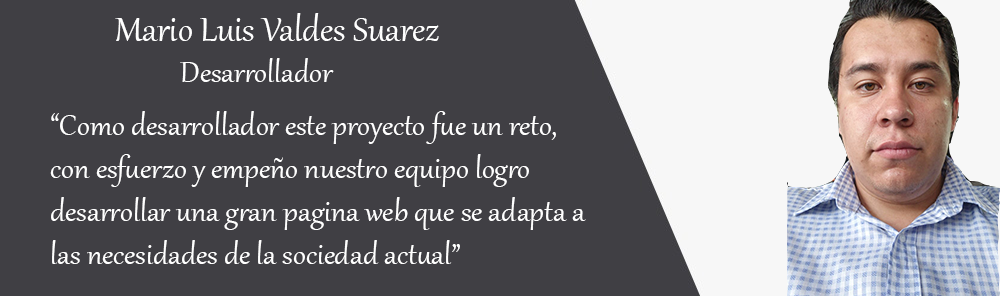 Mario Luis Valdes Suarez
Desarrollador
“Como desarrollador este proyecto fue un reto,
con esfuerzo y empeño nuestro equipo logro
desarrollar una gran pagina web que se adapta a
las necesidades de la sociedad actual”